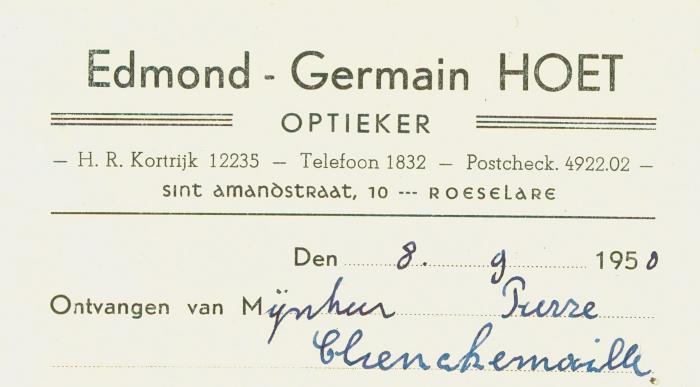 Edmond - Germain HOET
OPTIEKER
— H. R. Kortrijk 12235 — Telefoon 1832 — Postcheck. 4922.02 —
sint amandstraat, 10 --- ROESELARE
Den 8. 9 1950
Ontvangen van Mijnheer Pierre